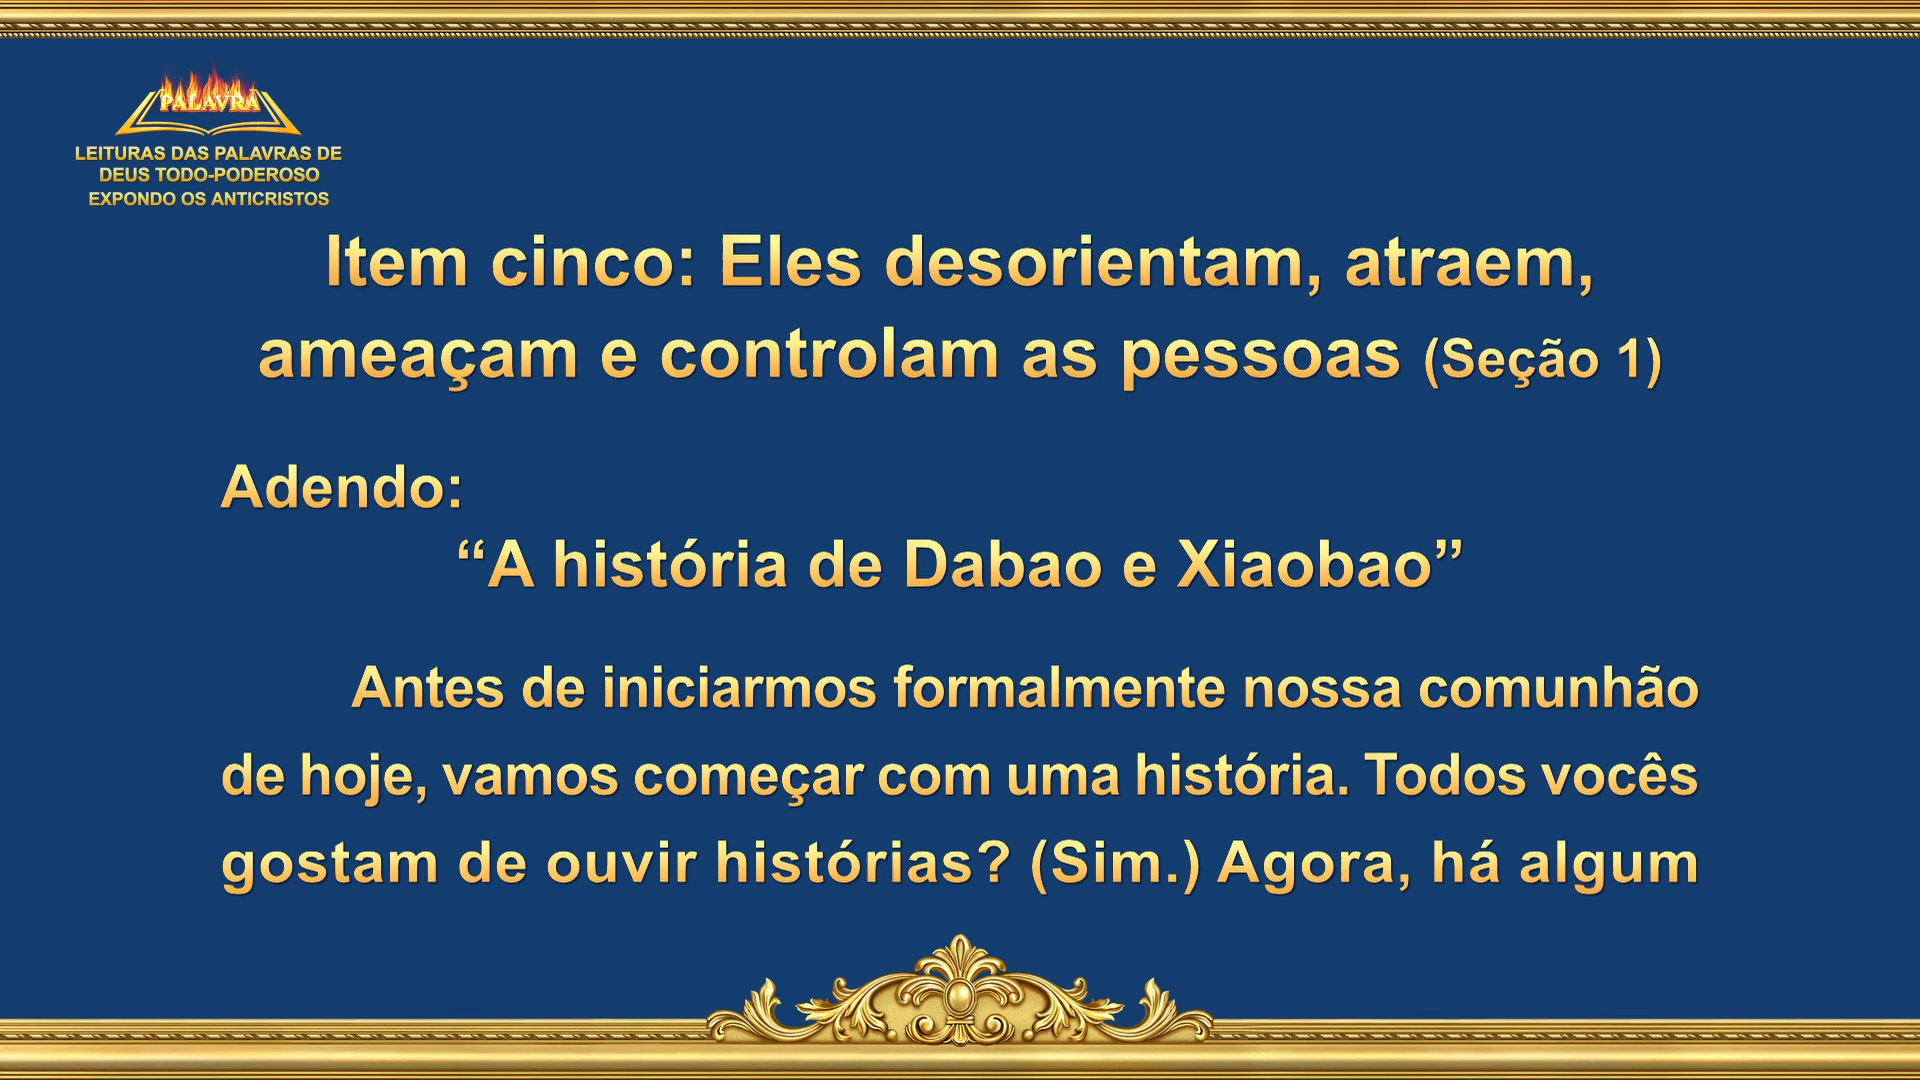 PALAVRA
LEITURAS DAS PALAVRAS DE
DEUS TODO-PODEROSO
EXPONDO OS ANTICRISTOS
Item cinco: Eles desorientam, atraem,
ameaçam e controlam as pessoas (Seção 1)
Adendo:
“A história de Dabao e Xiaobao”
Antes de iniciarmos formalmente nossa comunhão
de hoje, vamos começar com uma história. Todos vocês
gostam de ouvir histórias? (Sim.) Agora, há algum